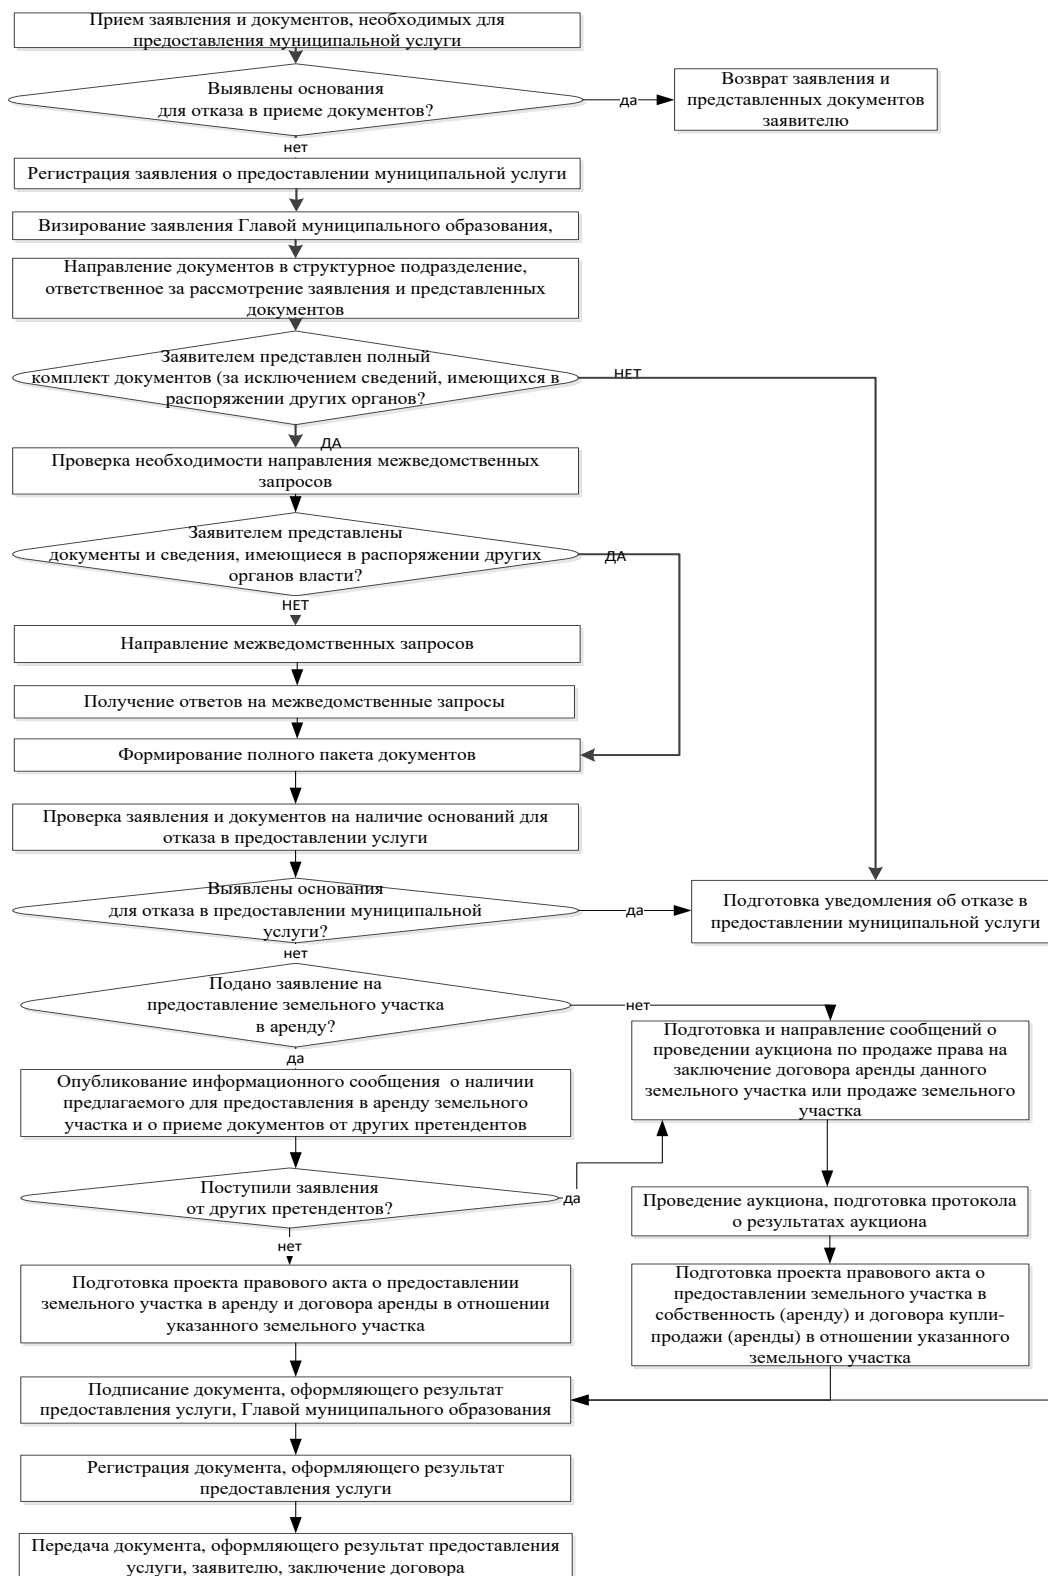 Прием заявления и документов, необходимых для
предоставления муниципальной услуги
Выявлены основания
для отказа в приеме документов?
да
Возврат заявления и
представленных документов
заявителю
нет
Регистрация заявления о предоставлении муниципальной услуги
Визирование заявления Главой муниципального образования,
Направление документов в структурное подразделение,
ответственное за рассмотрение заявления и представленных
документов
Заявителем представлен полный
комплект документов (за исключением сведений, имеющихся в
распоряжении других органов?
НЕТ
ДА
Проверка необходимости направления межведомственных
запросов
Заявителем представлены
документы и сведения, имеющиеся в распоряжении других
органов власти?
ДА
НЕТ
Направление межведомственных запросов
Получение ответов на межведомственные запросы
Формирование полного пакета документов
Проверка заявления и документов на наличие оснований для
отказа в предоставлении услуги
Выявлены основания
для отказа в предоставлении муниципальной
услуги?
да
Подготовка уведомления об отказе в
предоставлении муниципальной услуги
нет
Подано заявление на
предоставление земельного участка
в аренду?
нет
Подготовка и направление сообщений о
проведении аукциона по продаже права на
заключение договора аренды данного
земельного участка или продаже земельного
участка
да
Опубликование информационного сообщения о наличии
предлагаемого для предоставления в аренду земельного
участка и о приеме документов от других претендентов
Поступили заявления
от других претендентов?
да
Проведение аукциона, подготовка протокола
о результатах аукциона
нет
Подготовка проекта правового акта о предоставлении
земельного участка в аренду и договора аренды в отношении
указанного земельного участка
Подготовка проекта правового акта о
предоставлении земельного участка в
собственность (аренду) и договора купли-
продажи (аренды) в отношении указанного
земельного участка
Подписание документа, оформляющего результат
предоставления услуги, Главой муниципального образования
Регистрация документа, оформляющего результат
предоставления услуги
Передача документа, оформляющего результат предоставления
услуги, заявителю, заключение договора